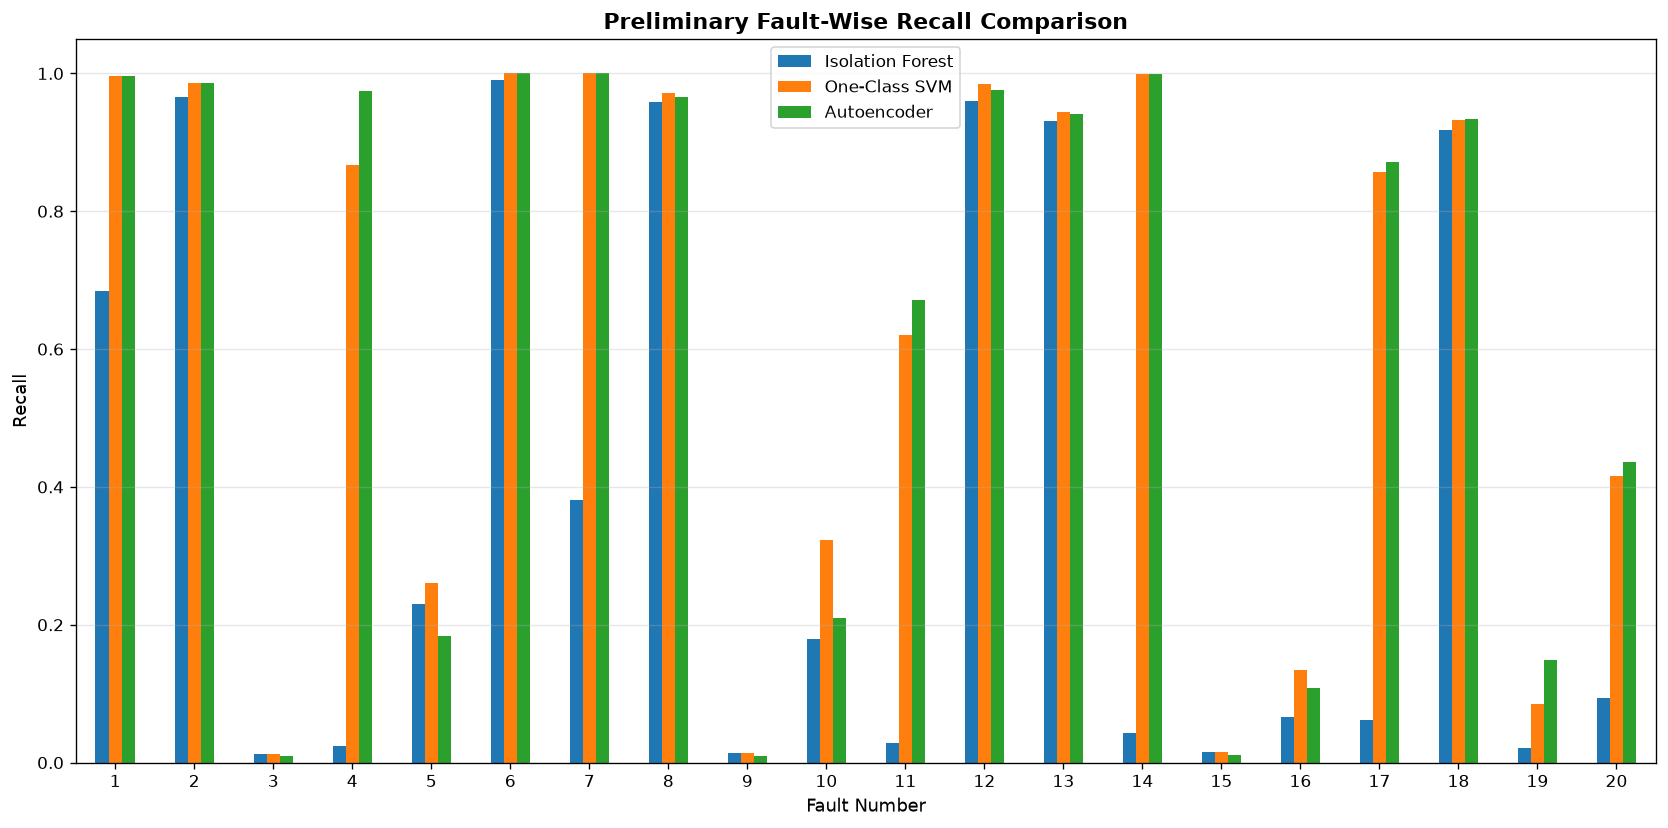 Preliminary Fault-Wise Recall Comparison
Isolation Forest
One-Class SVM
Autoencoder
Recall
1.0
0.8
0.6
0.4
0.2
0.0
1 2 3 4 5 6 7 8 9 10 11 12 13 14 15 16 17 18 19 20
Fault Number